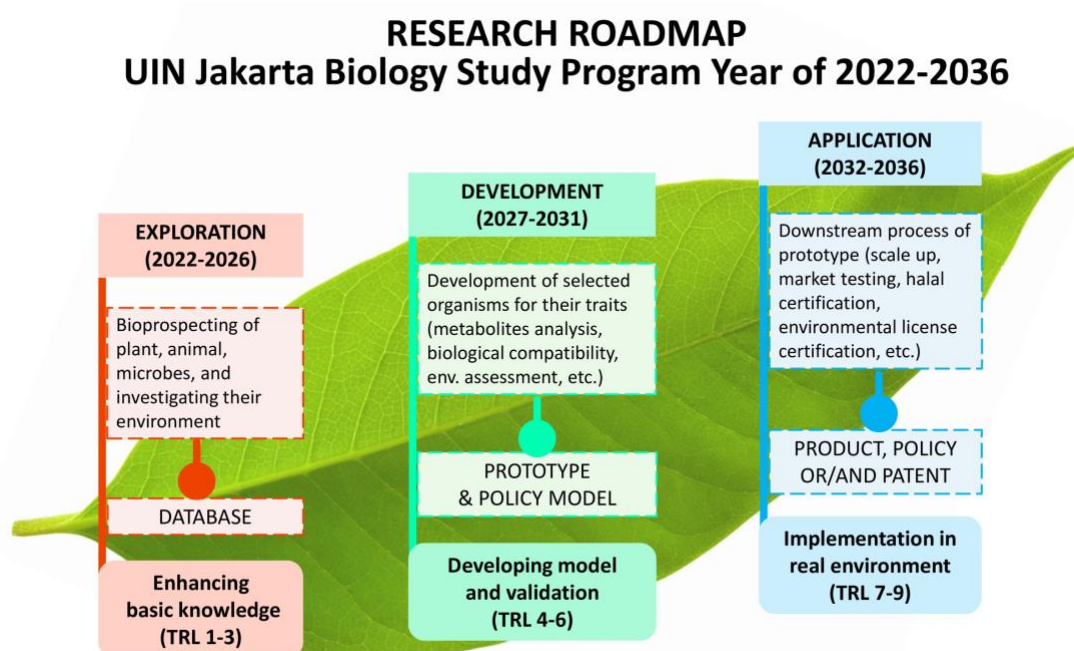 RESEARCH ROADMAP
UIN Jakarta Biology Study Program Year of 2022-2036
EXPLORATION
(2022-2026)
Bioprospecting of
plant, animal,
microbes, and
investigating their
environment
DATABASE
Enhancing
basic knowledge
(TRL 1-3)
DEVELOPMENT
(2027-2031)
Development of selected
organisms for their traits
(metabolites analysis,
biological compatibility,
env. assessment, etc.)
PROTOTYPE
& POLICY MODEL
Developing model
and validation
(TRL 4-6)
APPLICATION
(2032-2036)
Downstream process of
prototype (scale up,
market testing, halal
certification,
environmental license
certification, etc.)
PRODUCT, POLICY
OR/AND PATENT
Implementation in
real environment
(TRL 7-9)